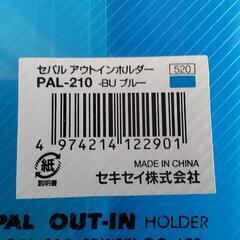 セパル アウトインホルダー
520
PAL-210 -BU ブルー
4 974214 122901
紙
説明書
MADE IN CHINA
セキセイ株式会社
PAL OUT-IN HOLDER